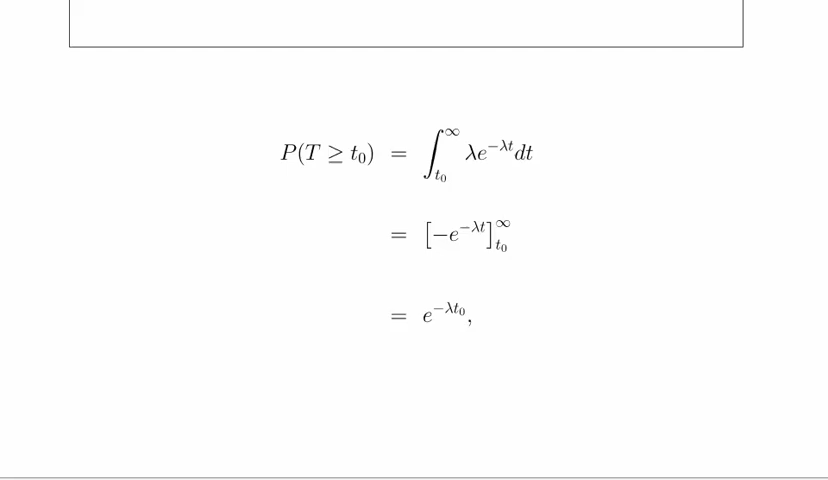 P(T ≥ t₀) = ∫_{t₀}^{∞} λe^{−λt}dt
= [−e^{−λt}]_{t₀}^{∞}
= e^{−λt₀},